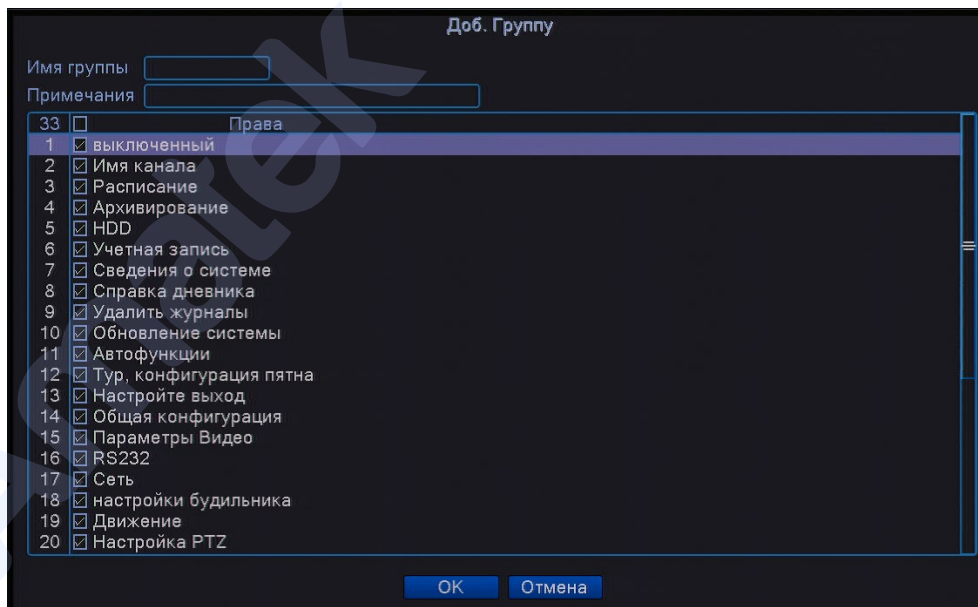 Доб. Группу
Имя группы
Примечания
33 Права
1 выключенный
2 Имя канала
3 Расписание
4 Архивирование
5 HDD
6 Учетная запись
7 Сведения о системе
8 Справка дневника
9 Удалить журналы
10 Обновление системы
11 Автофункции
12 Тур, конфигурация пятна
13 Настройте выход
14 Общая конфигурация
15 Параметры Видео
16 RS232
17 Сеть
18 настройки будильника
19 Движение
20 Настройка PTZ
OK Отмена